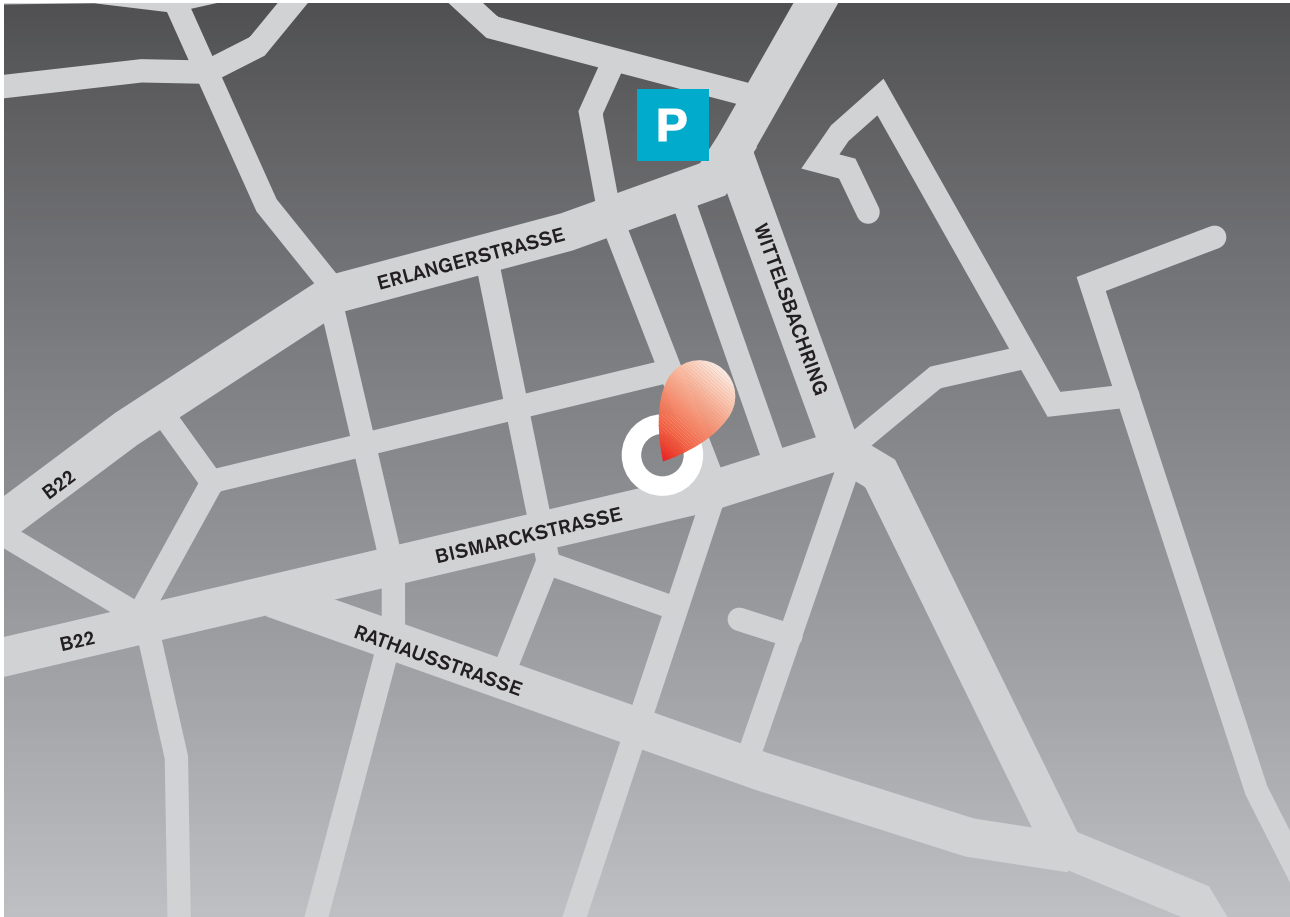 P
ERLANGERSTRASSE
WITTELSBACHRING
B22
BISMARCKSTRASSE
B22
RATHAUSSTRASSE